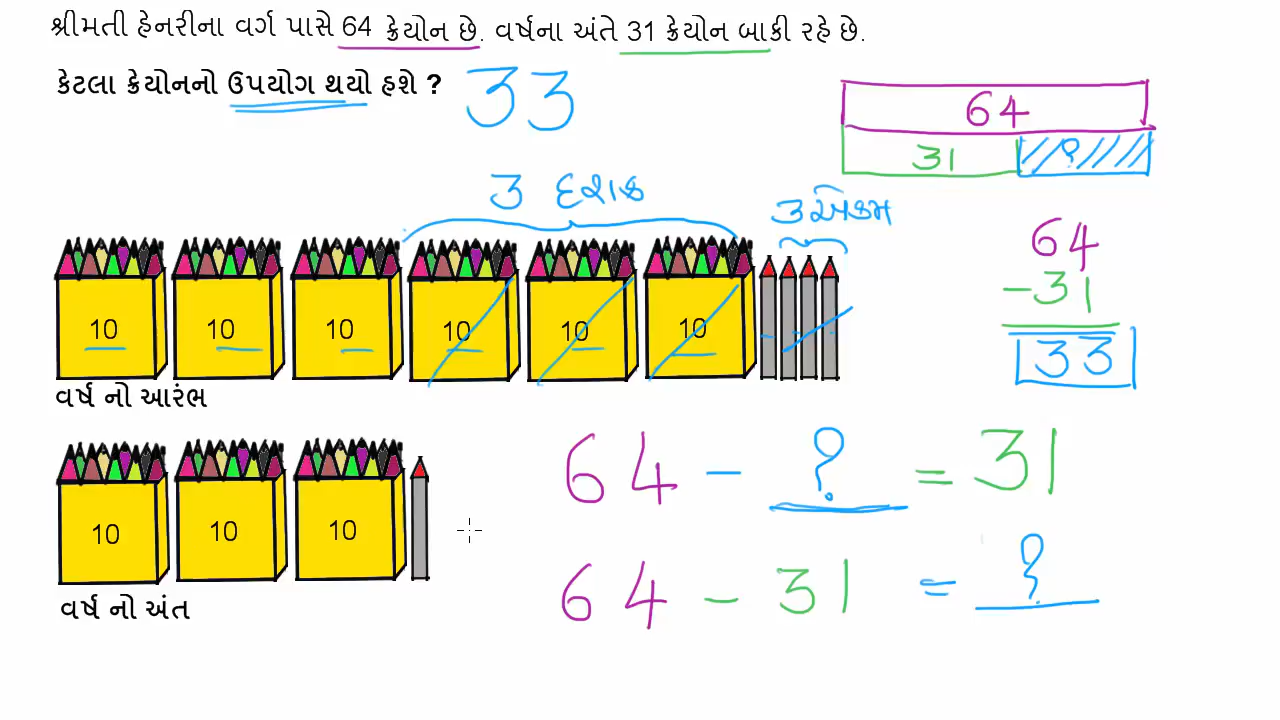 શ્રીમતી હેનરીના વર્ગ પાસે 64 ક્રેયોન છે. વર્ષના અંતે 31 ક્રેયોન બાકી રહે છે.
કેટલા ક્રેયોનનો ઉપયોગ થયો હશે ? 33
64
31 ?
3 દશક 3 એકમ
64
-31
33
10 10 10 10 10 10
વર્ષ નો આરંભ
64 - ? = 31
10 10 10
64 - 31 = ?
વર્ષ નો અંત